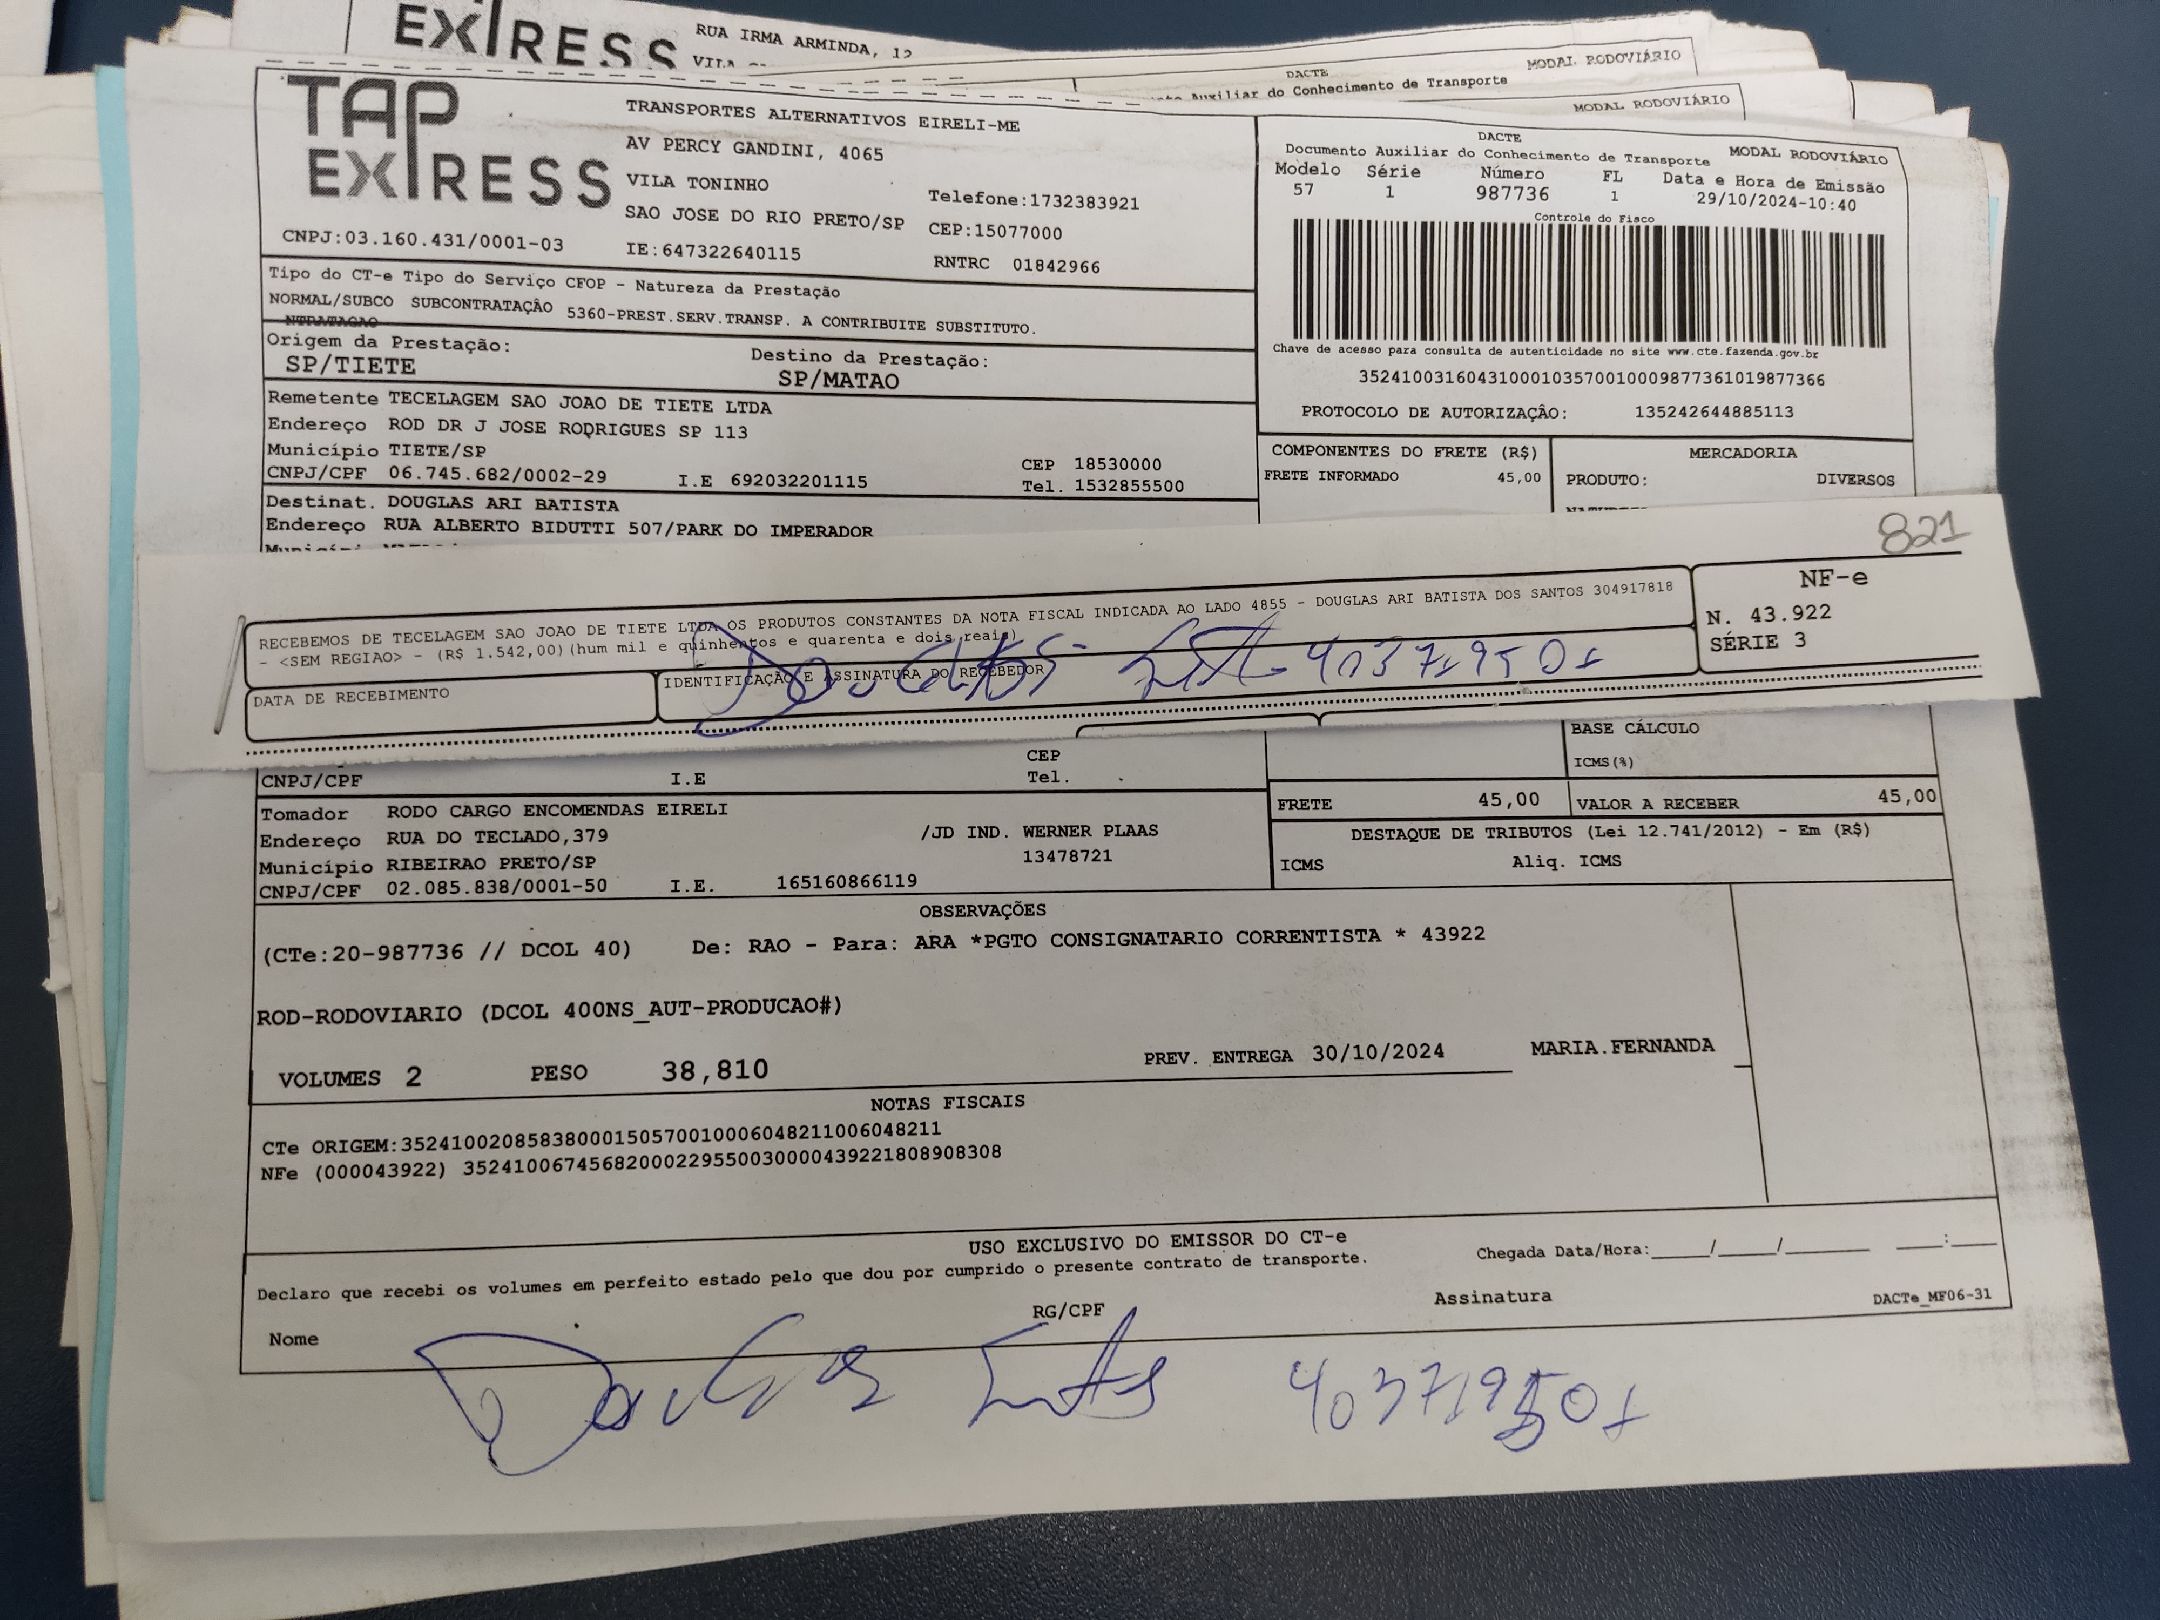 EXPRESS
RUA IRMA ARMINDA, 12
DACTE
Auxiliar do Conhecimento de Transporte
MODAL RODOVIÁRIO
MODAL RODOVIÁRIO
TAP
EXPRESS
TRANSPORTES ALTERNATIVOS EIRELI-ME
AV PERCY GANDINI, 4065
VILA TONINHO
Telefone:1732383921
SAO JOSE DO RIO PRETO/SP
CEP:15077000
CNPJ:03.160.431/0001-03
IE:647322640115
RNTRC 01842966
DACTE
Documento Auxiliar do Conhecimento de Transporte
MODAL RODOVIÁRIO
Modelo Série Número FL Data e Hora de Emissão
57 1 987736 1 29/10/2024-10:40
Controle do Fisco
Chave de acesso para consulta de autenticidade no site www.cte.fazenda.gov.br
35241003160431000103570010009877361019877366
PROTOCOLO DE AUTORIZAÇÂO: 135242644885113
Tipo do CT-e Tipo do Serviço CFOP - Natureza da Prestação
NORMAL/SUBCO SUBCONTRATAÇÂO 5360-PREST.SERV.TRANSP. A CONTRIBUITE SUBSTITUTO.
NTRATACAO
Origem da Prestação:
SP/TIETE
Destino da Prestação:
SP/MATAO
Remetente TECELAGEM SAO JOAO DE TIETE LTDA
Endereço ROD DR J JOSE RODRIGUES SP 113
Município TIETE/SP
CEP 18530000
CNPJ/CPF 06.745.682/0002-29 I.E 692032201115 Tel. 1532855500
COMPONENTES DO FRETE (R$)
FRETE INFORMADO 45,00
MERCADORIA
PRODUTO: DIVERSOS
Destinat. DOUGLAS ARI BATISTA
Endereço RUA ALBERTO BIDUTTI 507/PARK DO IMPERADOR
821
RECEBEMOS DE TECELAGEM SAO JOAO DE TIETE LTDA OS PRODUTOS CONSTANTES DA NOTA FISCAL INDICADA AO LADO 4855 - DOUGLAS ARI BATISTA DOS SANTOS 304917818
- <SEM REGIAO> - (R$ 1.542,00)(hum mil e quinhentos e quarenta e dois reais)
DATA DE RECEBIMENTO
IDENTIFICAÇÃO E ASSINATURA DO RECEBEDOR
NF-e
N. 43.922
SÉRIE 3
BASE CÁLCULO
ICMS(%)
CEP
CNPJ/CPF I.E Tel.
FRETE 45,00 VALOR A RECEBER 45,00
DESTAQUE DE TRIBUTOS (Lei 12.741/2012) - Em (R$)
ICMS Aliq. ICMS
Tomador RODO CARGO ENCOMENDAS EIRELI
Endereço RUA DO TECLADO,379 /JD IND. WERNER PLAAS
Município RIBEIRAO PRETO/SP 13478721
CNPJ/CPF 02.085.838/0001-50 I.E. 165160866119
OBSERVAÇÕES
(CTe:20-987736 // DCOL 40) De: RAO - Para: ARA *PGTO CONSIGNATARIO CORRENTISTA * 43922
ROD-RODOVIARIO (DCOL 400NS_AUT-PRODUCAO#)
VOLUMES 2 PESO 38,810 PREV. ENTREGA 30/10/2024 MARIA.FERNANDA
NOTAS FISCAIS
CTe ORIGEM:35241002085838000150570010006048211006048211
NFe (000043922) 35241006745682000229550030000439221808908308
USO EXCLUSIVO DO EMISSOR DO CT-e
Declaro que recebi os volumes em perfeito estado pelo que dou por cumprido o presente contrato de transporte.
Chegada Data/Hora:_____/_____/_______ ____:____
Nome RG/CPF Assinatura DACTe_MF06-31